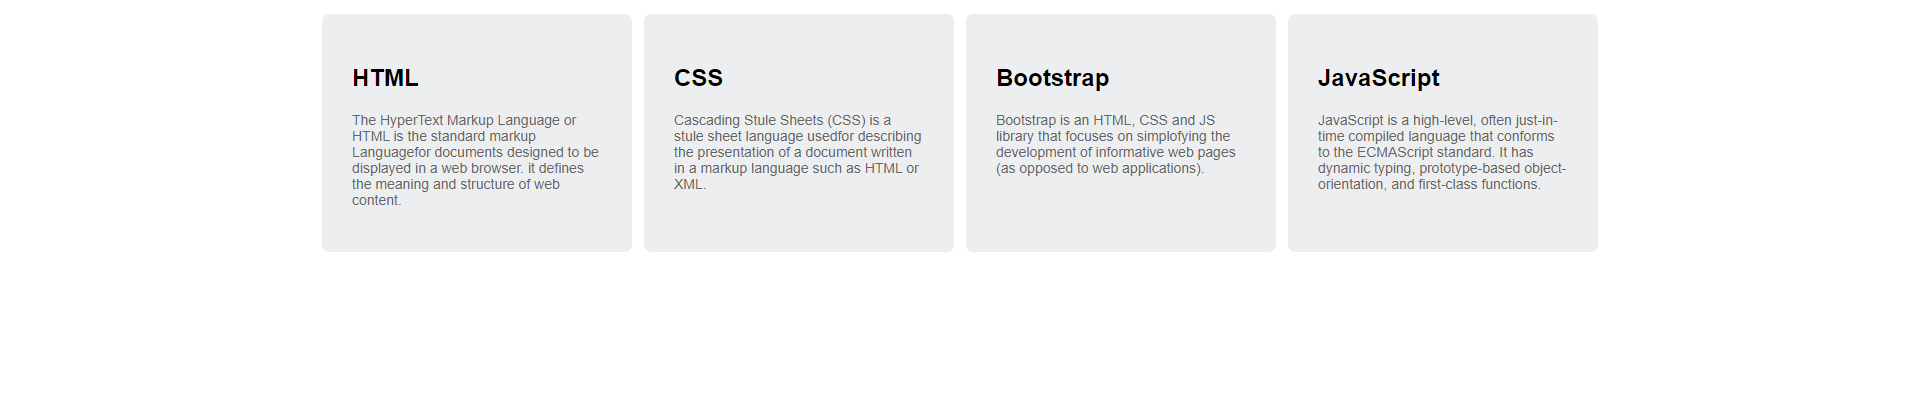 HTML
The HyperText Markup Language or
HTML is the standard markup
Languagefor documents designed to be
displayed in a web browser. it defines
the meaning and structure of web
content.
CSS
Cascading Stule Sheets (CSS) is a
stule sheet language usedfor describing
the presentation of a document written
in a markup language such as HTML or
XML.
Bootstrap
Bootstrap is an HTML, CSS and JS
library that focuses on simplofying the
development of informative web pages
(as opposed to web applications).
JavaScript
JavaScript is a high-level, often just-in-
time compiled language that conforms
to the ECMAScript standard. It has
dynamic typing, prototype-based object-
orientation, and first-class functions.